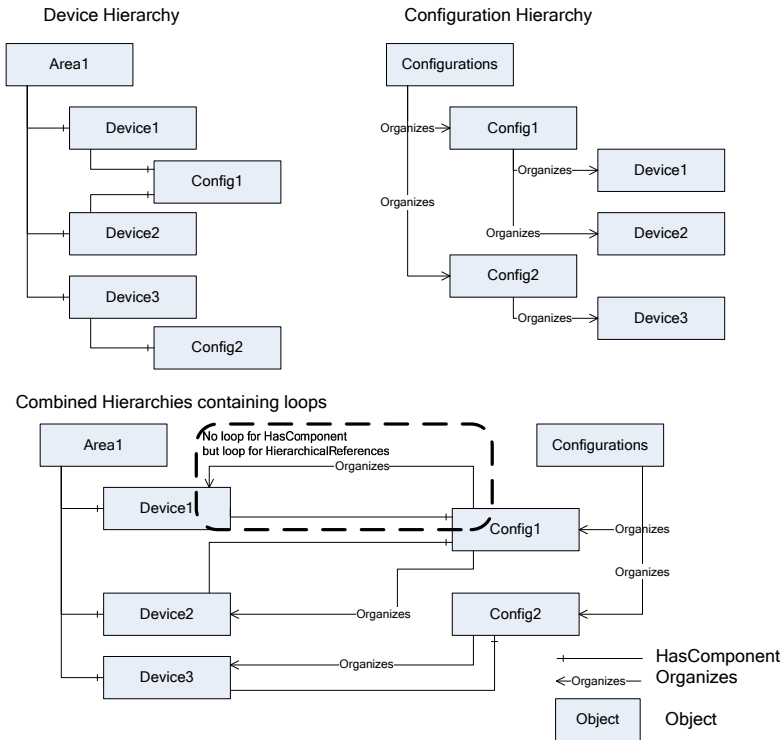 Device Hierarchy
Configuration Hierarchy
Area1
Device1
Config1
Device2
Device3
Config2
Configurations
Organizes
Config1
Organizes
Device1
Organizes
Organizes
Device2
Config2
Organizes
Device3
Combined Hierarchies containing loops
Area1
No loop for HasComponent
but loop for HierarchicalReferences
Organizes
Configurations
Device1
Config1
Organizes
Organizes
Device2
Organizes
Config2
Organizes
Device3
HasComponent
Organizes
Organizes
Object
Object